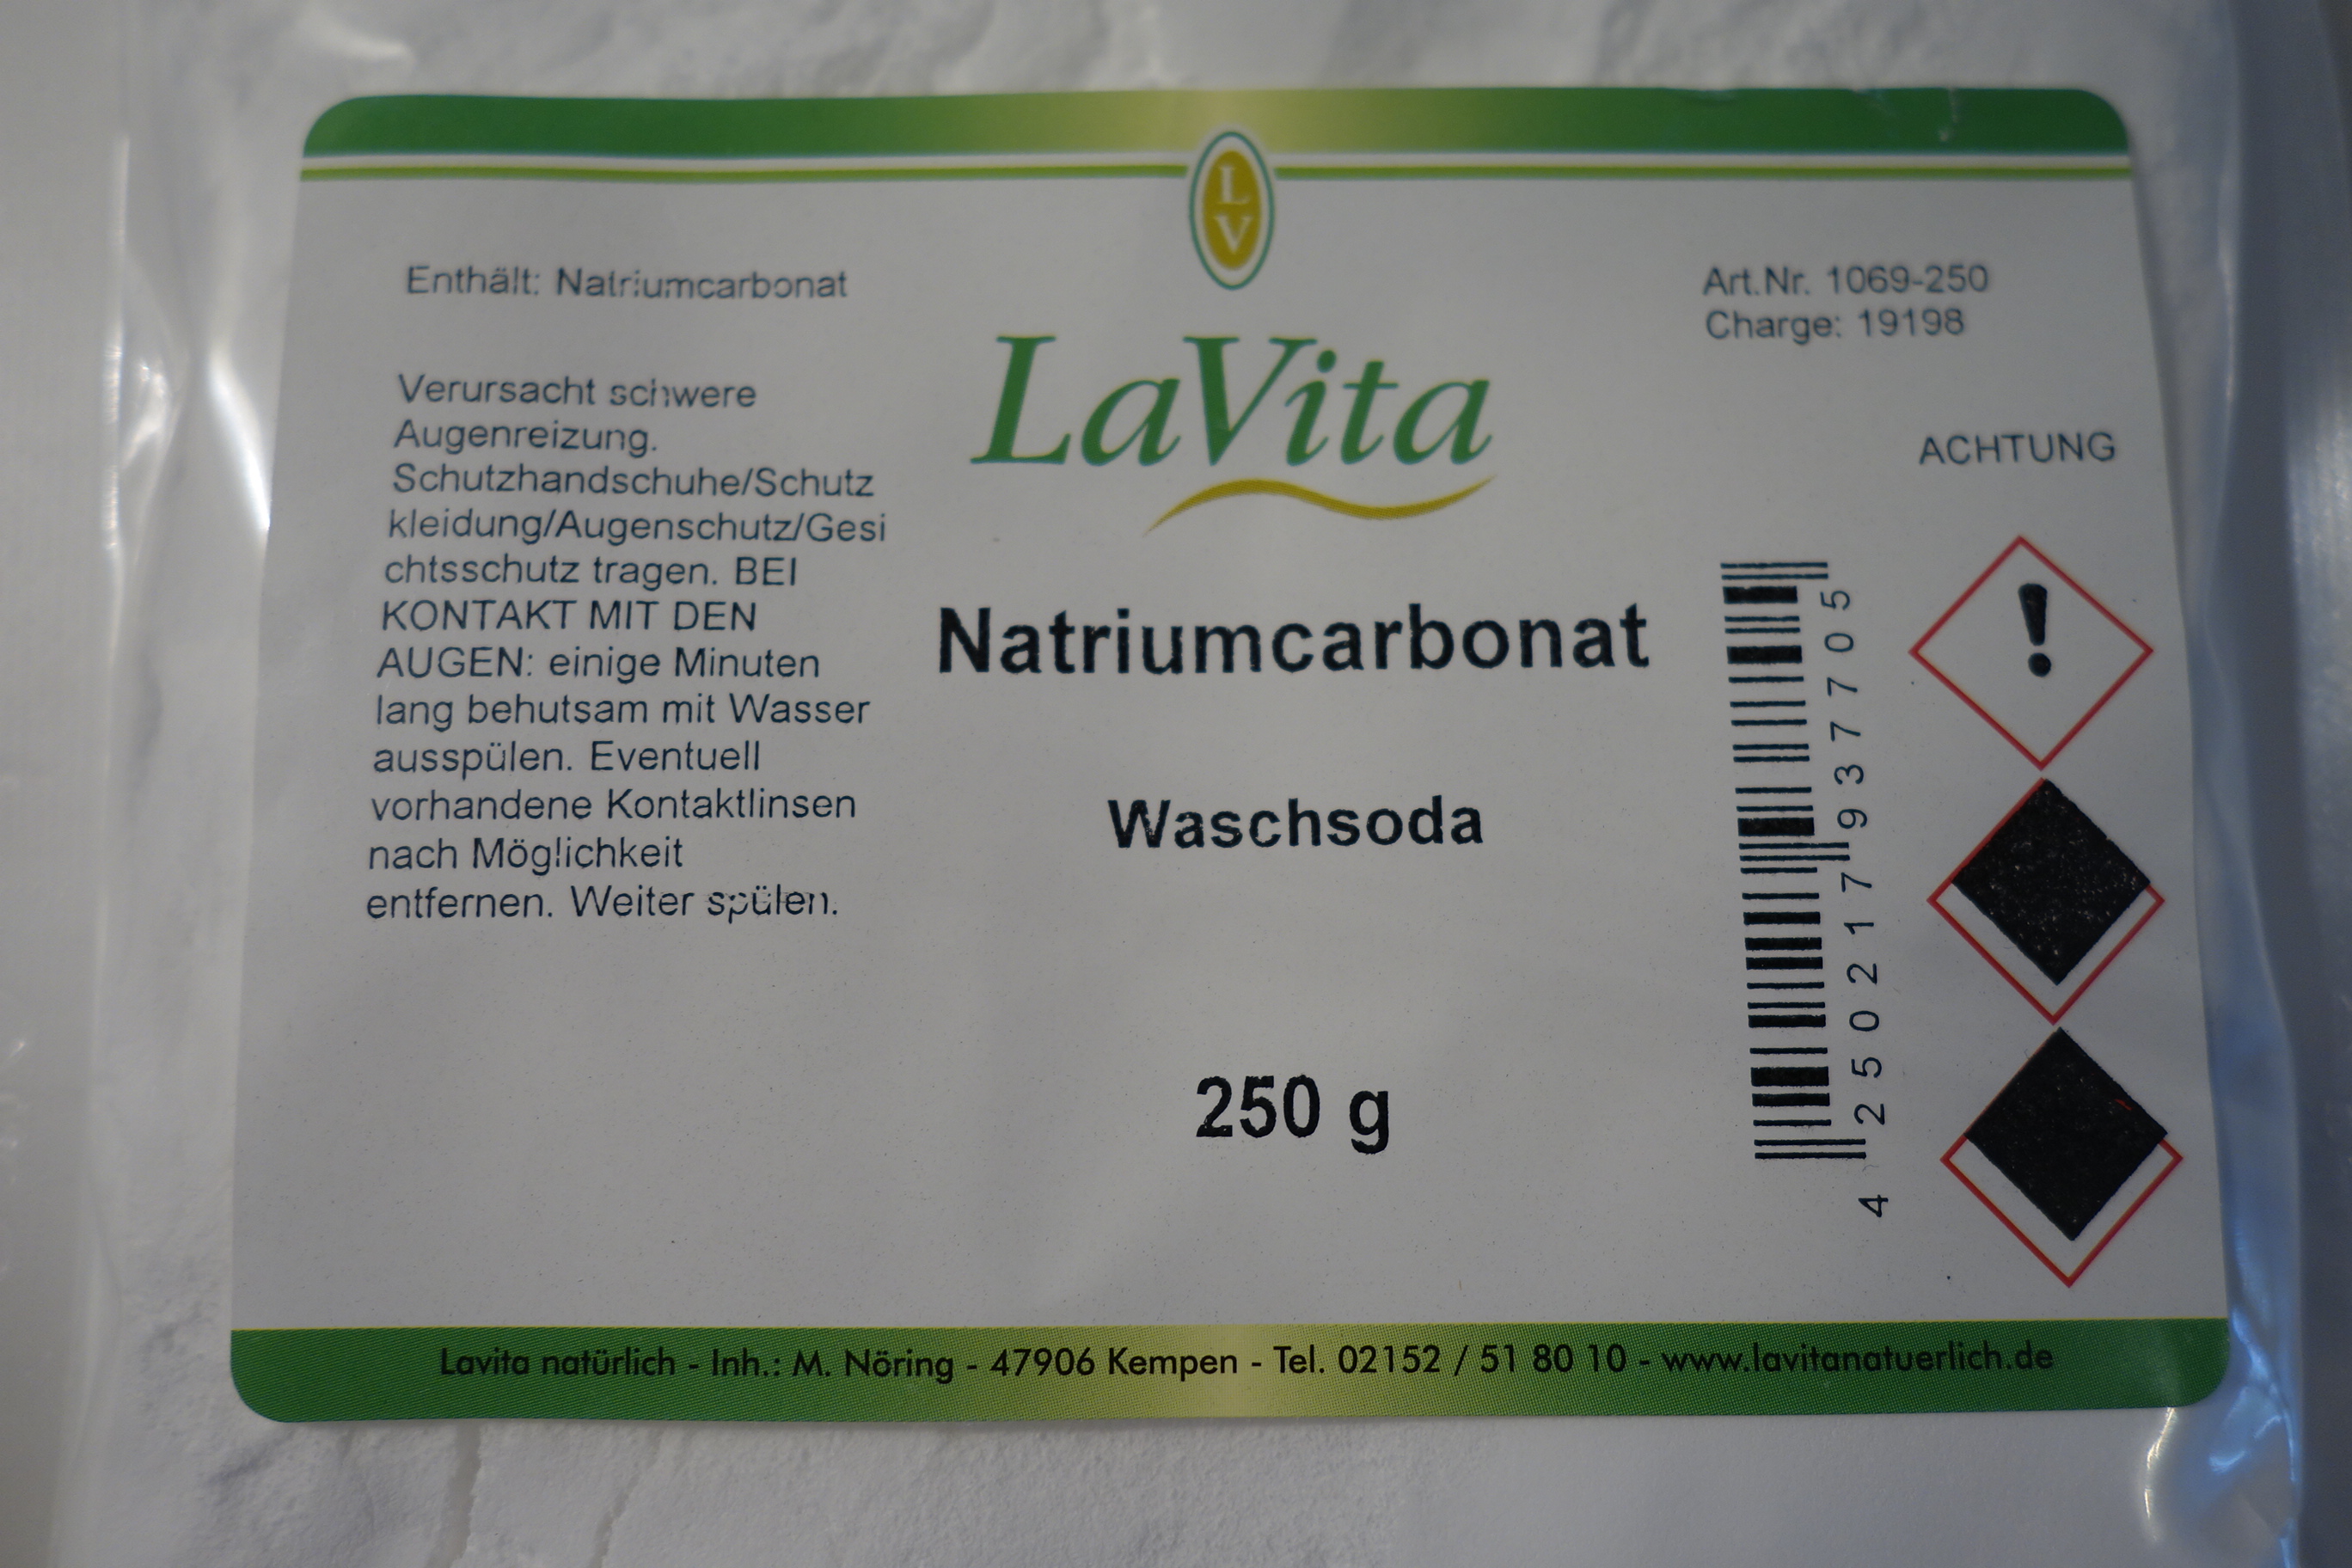 L
V
Enthält: Natriumcarbonat
Art.Nr. 1069-250
Charge: 19198
LaVita
Verursacht schwere
Augenreizung.
Schutzhandschuhe/Schutz
kleidung/Augenschutz/Gesi
chtsschutz tragen. BEI
KONTAKT MIT DEN
AUGEN: einige Minuten
lang behutsam mit Wasser
ausspülen. Eventuell
vorhandene Kontaktlinsen
nach Möglichkeit
entfernen. Weiter spülen.
Natriumcarbonat
Waschsoda
250 g
ACHTUNG
!
4 250217 937705
Lavita natürlich - Inh.: M. Nöring - 47906 Kempen - Tel. 02152 / 51 80 10 - www.lavitanatuerlich.de